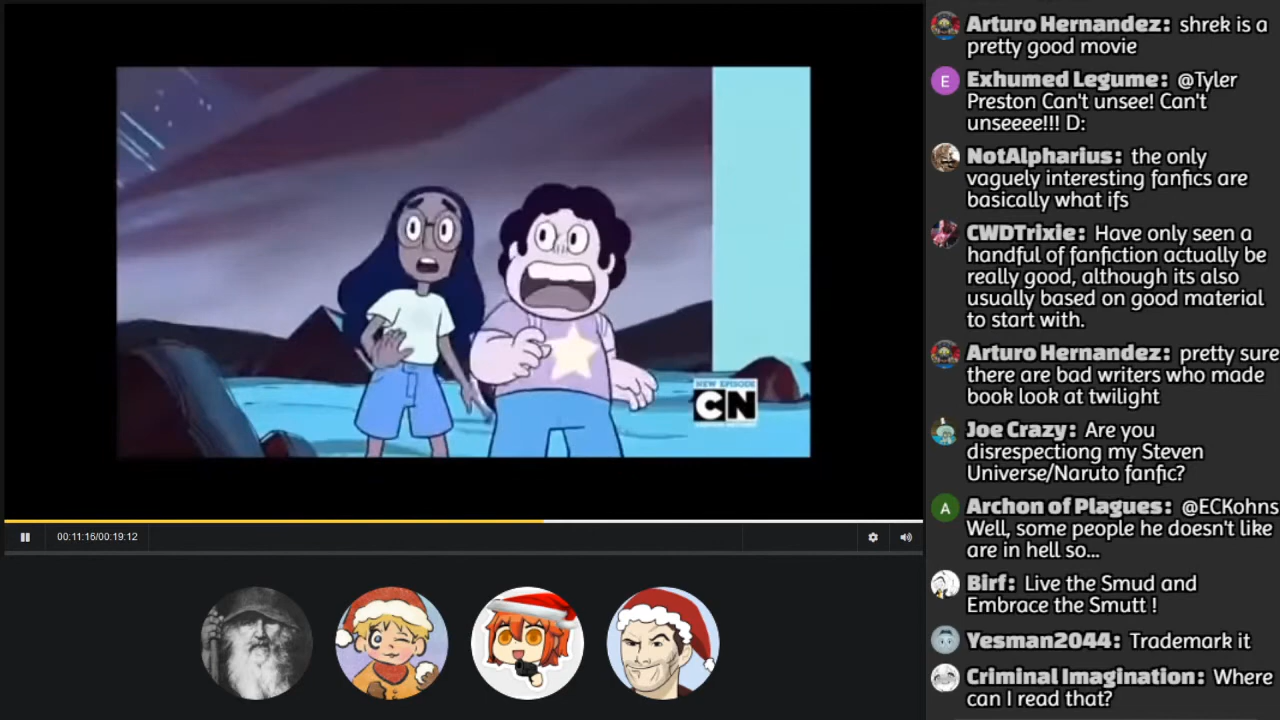 NEW EPISODE
CN
00:11:16/00:19:12
Arturo Hernandez: shrek is a
pretty good movie
E
Exhumed Legume: @Tyler
Preston Can't unsee! Can't
unseeee!!! D:
NotAlpharius: the only
vaguely interesting fanfics are
basically what ifs
CWDTrixie: Have only seen a
handful of fanfiction actually be
really good, although its also
usually based on good material
to start with.
Arturo Hernandez: pretty sure
there are bad writers who made
book look at twilight
Joe Crazy: Are you
disrespectiong my Steven
Universe/Naruto fanfic?
A
Archon of Plagues: @ECKohns
Well, some people he doesn't like
are in hell so...
Birf: Live the Smud and
Embrace the Smutt !
Yesman2044: Trademark it
Criminal Imagination: Where
can I read that?